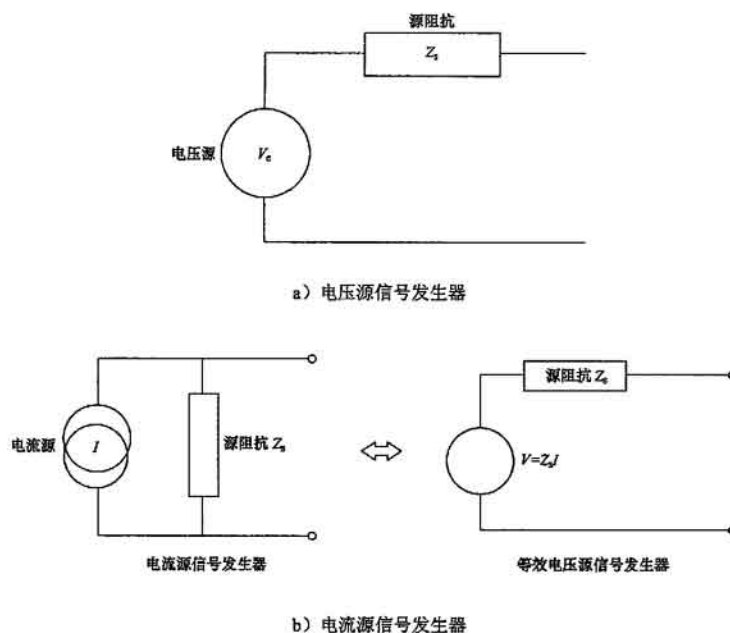 源阻抗
Zs
电压源
Vc
a）电压源信号发生器
源阻抗 Zs
电流源
I
源阻抗 Zs
V=ZsI
电流源信号发生器
等效电压源信号发生器
b）电流源信号发生器